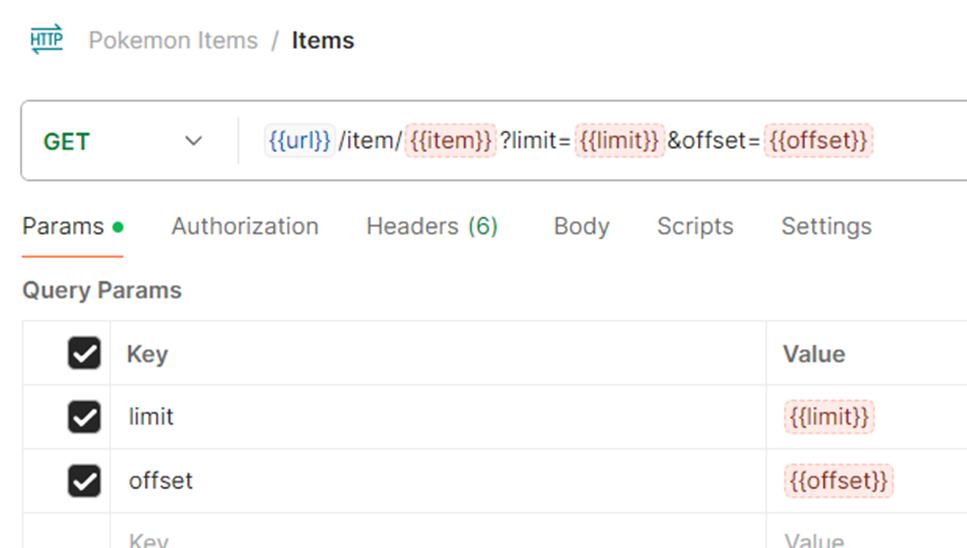 HTTP Pokemon Items / Items
GET {{url}}/item/{{item}}?limit={{limit}}&offset={{offset}}
Params Authorization Headers (6) Body Scripts Settings
Query Params
Key Value
limit {{limit}}
offset {{offset}}
Key Value